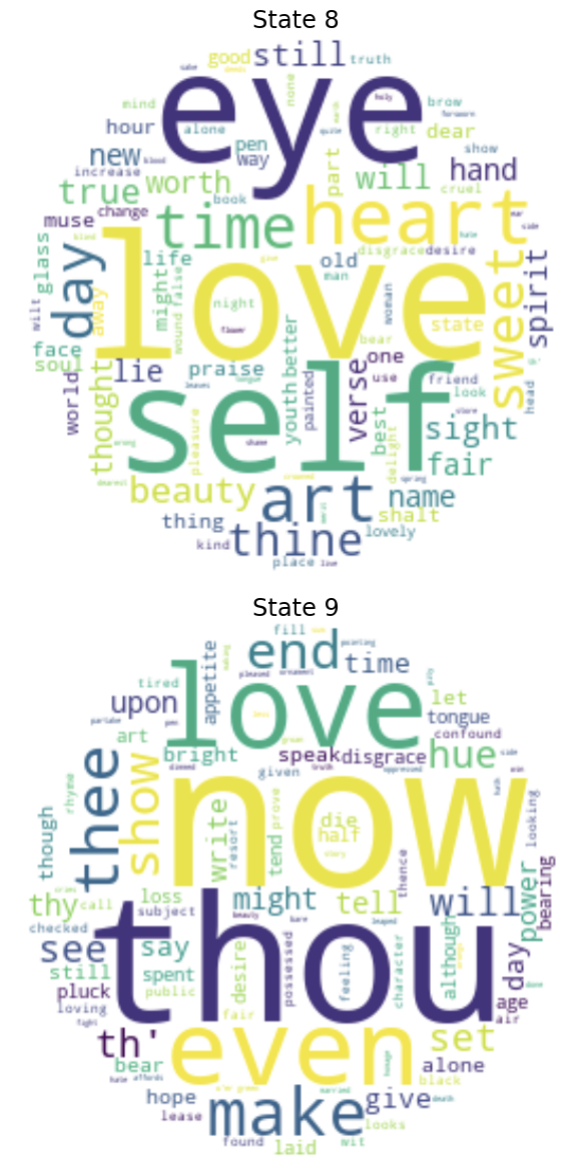 State 8
good still truth
eye
mind none brow
hour alone pen right dear
new way show
increase part will hand
true worth cruel
book
muse change time heart
glass day life disgrace desire
old man
might false wound night
love
away woman state sweet spirit
wilt bear
face soul lie praise better one
world use friend look head
thought self youth painted verse best
pleasure delight sight
fair
beauty art name
shalt
thing thine lovely
kind place
State 9
fill end time
appetite
tired love let
upon tongue
art confound
bright speak disgrace hue
thee show given
now
though rhyme write resort tend prove die half looking
story
thence
thy call loss might tell will power bearing
subject
checked thou
see say although day
still spent desire possessed feeling character
pluck public age
loving fair air
th' even set
bear alone
black
hope make give
lease looks
found laid wit